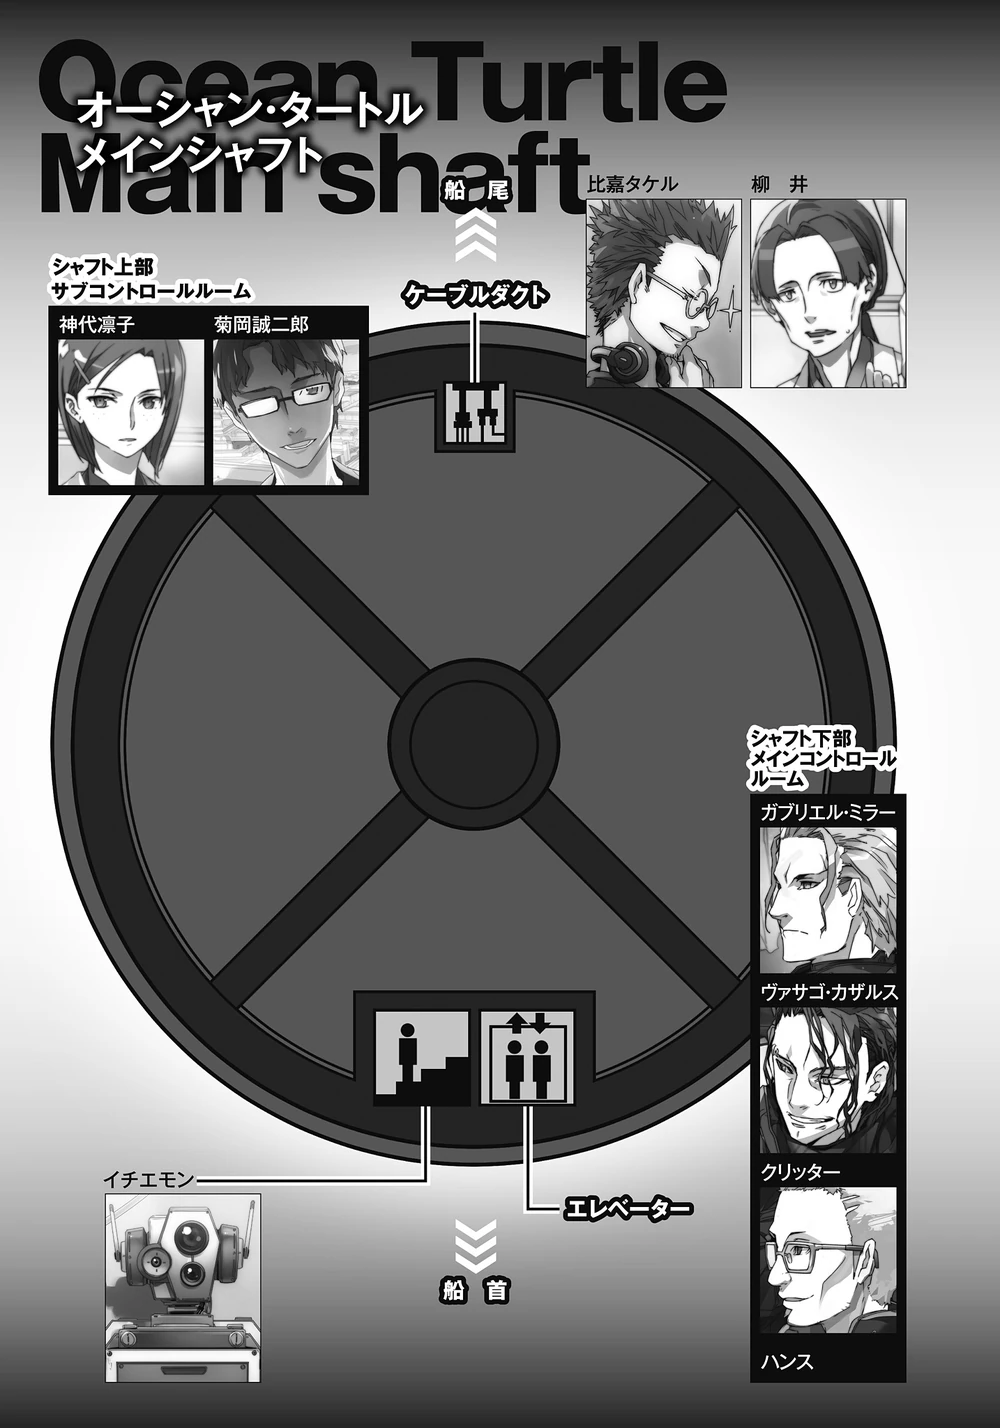 Ocean Turtle
Main shaft
オーシャン・タートル
メインシャフト
船 尾
比嘉タケル
柳 井
シャフト上部
サブコントロールルーム
神代凛子
菊岡誠二郎
ケーブルダクト
シャフト下部
メインコントロール
ルーム
ガブリエル・ミラー
ヴァサゴ・カザルス
クリッター
ハンス
イチエモン
エレベーター
船 首